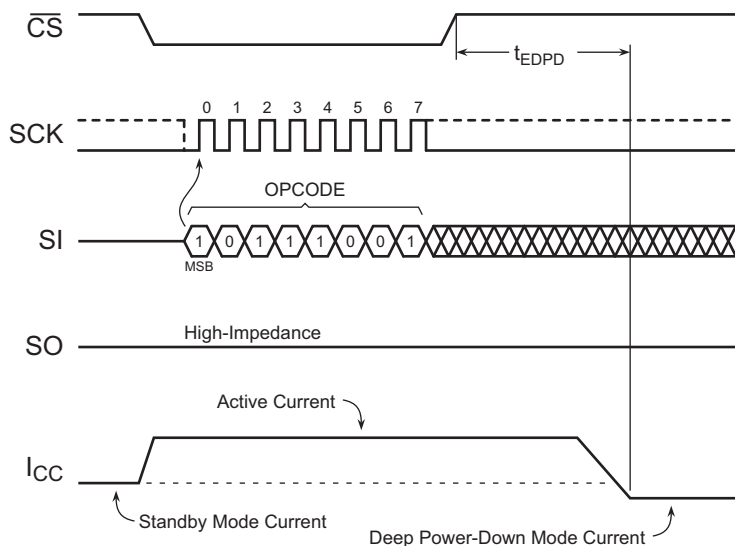 CS
tEDPD
0 1 2 3 4 5 6 7
SCK
OPCODE
SI
1 0 1 1 1 0 0 1
MSB
High-Impedance
SO
Active Current
ICC
Standby Mode Current
Deep Power-Down Mode Current